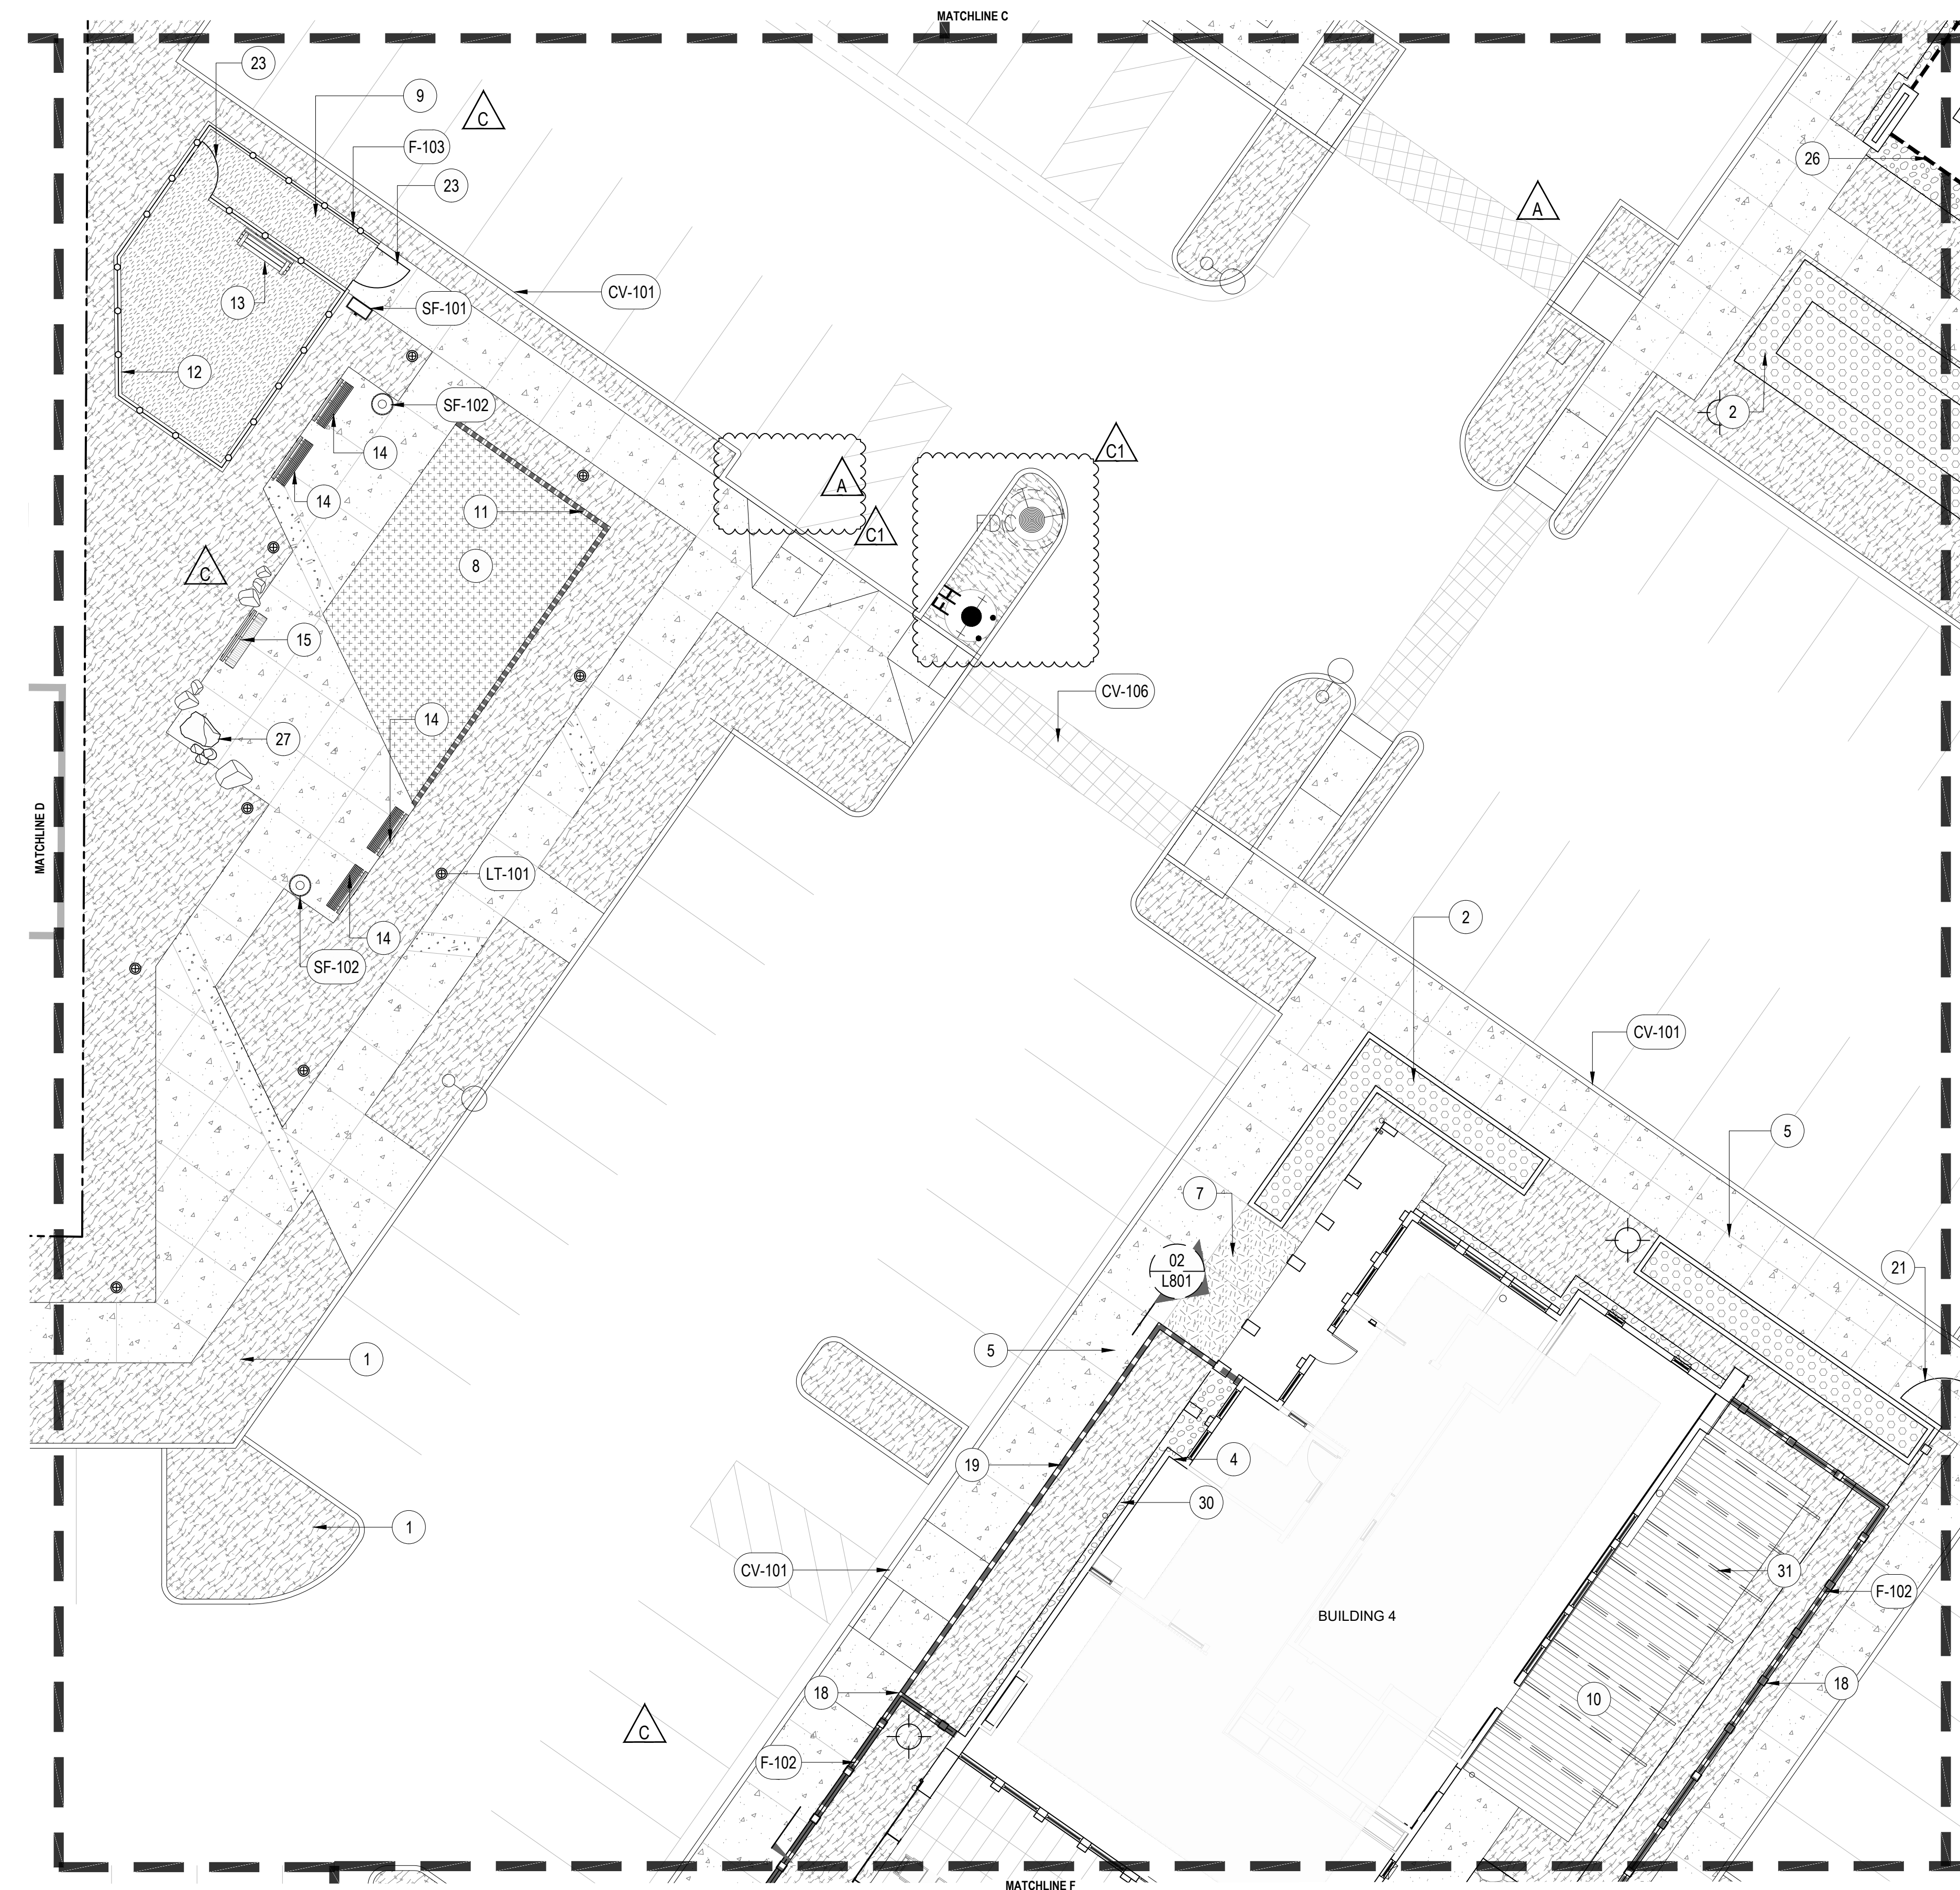 MATCHLINE C
23
9
C
F-103
23
26
A
13
SF-101
CV-101
12
SF-102
2
14
A
C1
14
11
C1
FDC
8
C
FH
15
CV-106
14
27
MATCHLINE D
LT-101
2
14
SF-102
CV-101
5
7
02
L801
21
5
1
19
4
30
1
CV-101
31
F-102
BUILDING 4
18
18
10
C
F-102
MATCHLINE F